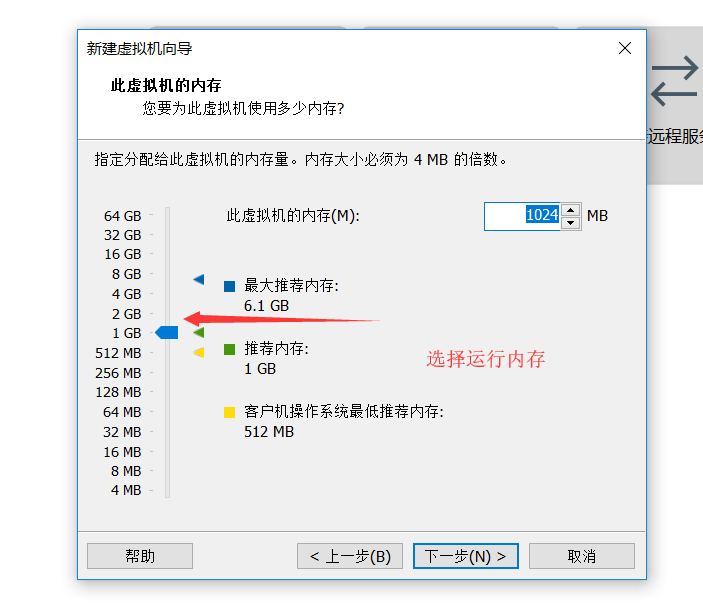 新建虚拟机向导
此虚拟机的内存
您要为此虚拟机使用多少内存?
远程服
指定分配给此虚拟机的内存量。内存大小必须为 4 MB 的倍数。
此虚拟机的内存(M):
1024 MB
64 GB
32 GB
16 GB
8 GB
4 GB
2 GB
1 GB
512 MB
256 MB
128 MB
64 MB
32 MB
16 MB
8 MB
4 MB
最大推荐内存:
6.1 GB
推荐内存:
1 GB
客户机操作系统最低推荐内存:
512 MB
选择运行内存
帮助
< 上一步(B)
下一步(N) >
取消